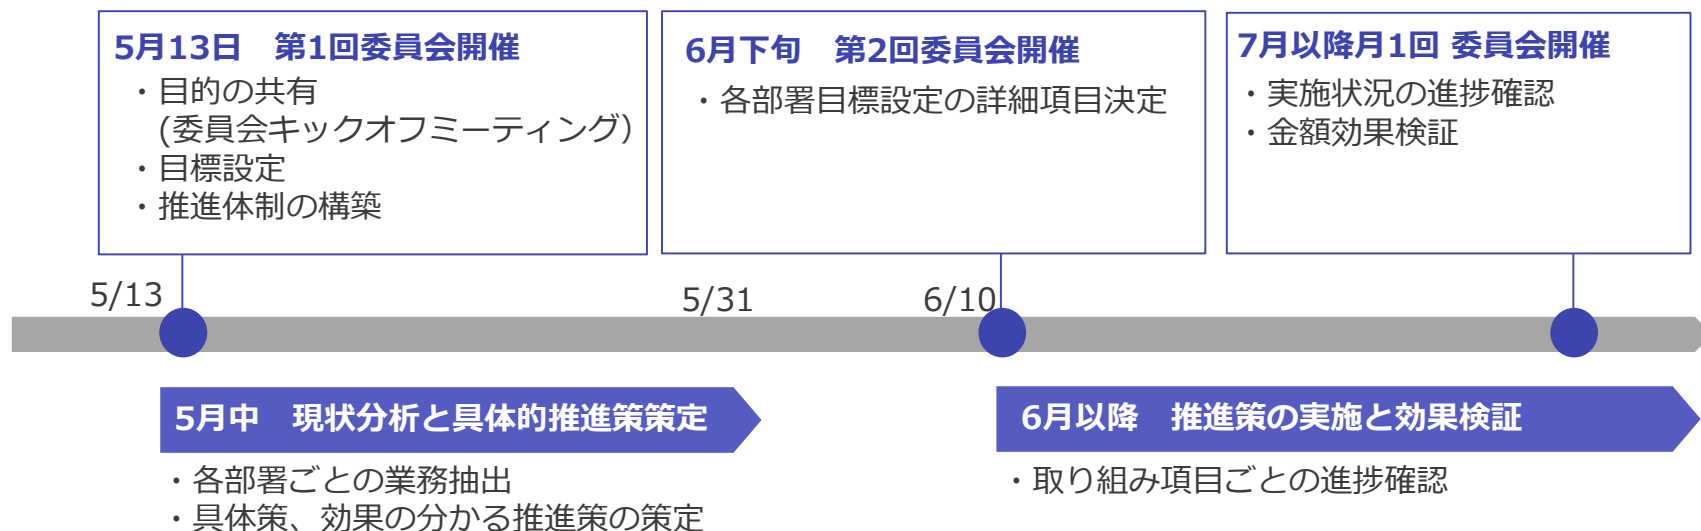 5月13日　第1回委員会開催
・目的の共有
(委員会キックオフミーティング）
・目標設定
・推進体制の構築
6月下旬　第2回委員会開催
・各部署目標設定の詳細項目決定
7月以降月1回 委員会開催
・実施状況の進捗確認
・金額効果検証
5/13
5/31
6/10
5月中　現状分析と具体的推進策策定
・各部署ごとの業務抽出
・具体策、効果の分かる推進策の策定
6月以降　推進策の実施と効果検証
・取り組み項目ごとの進捗確認